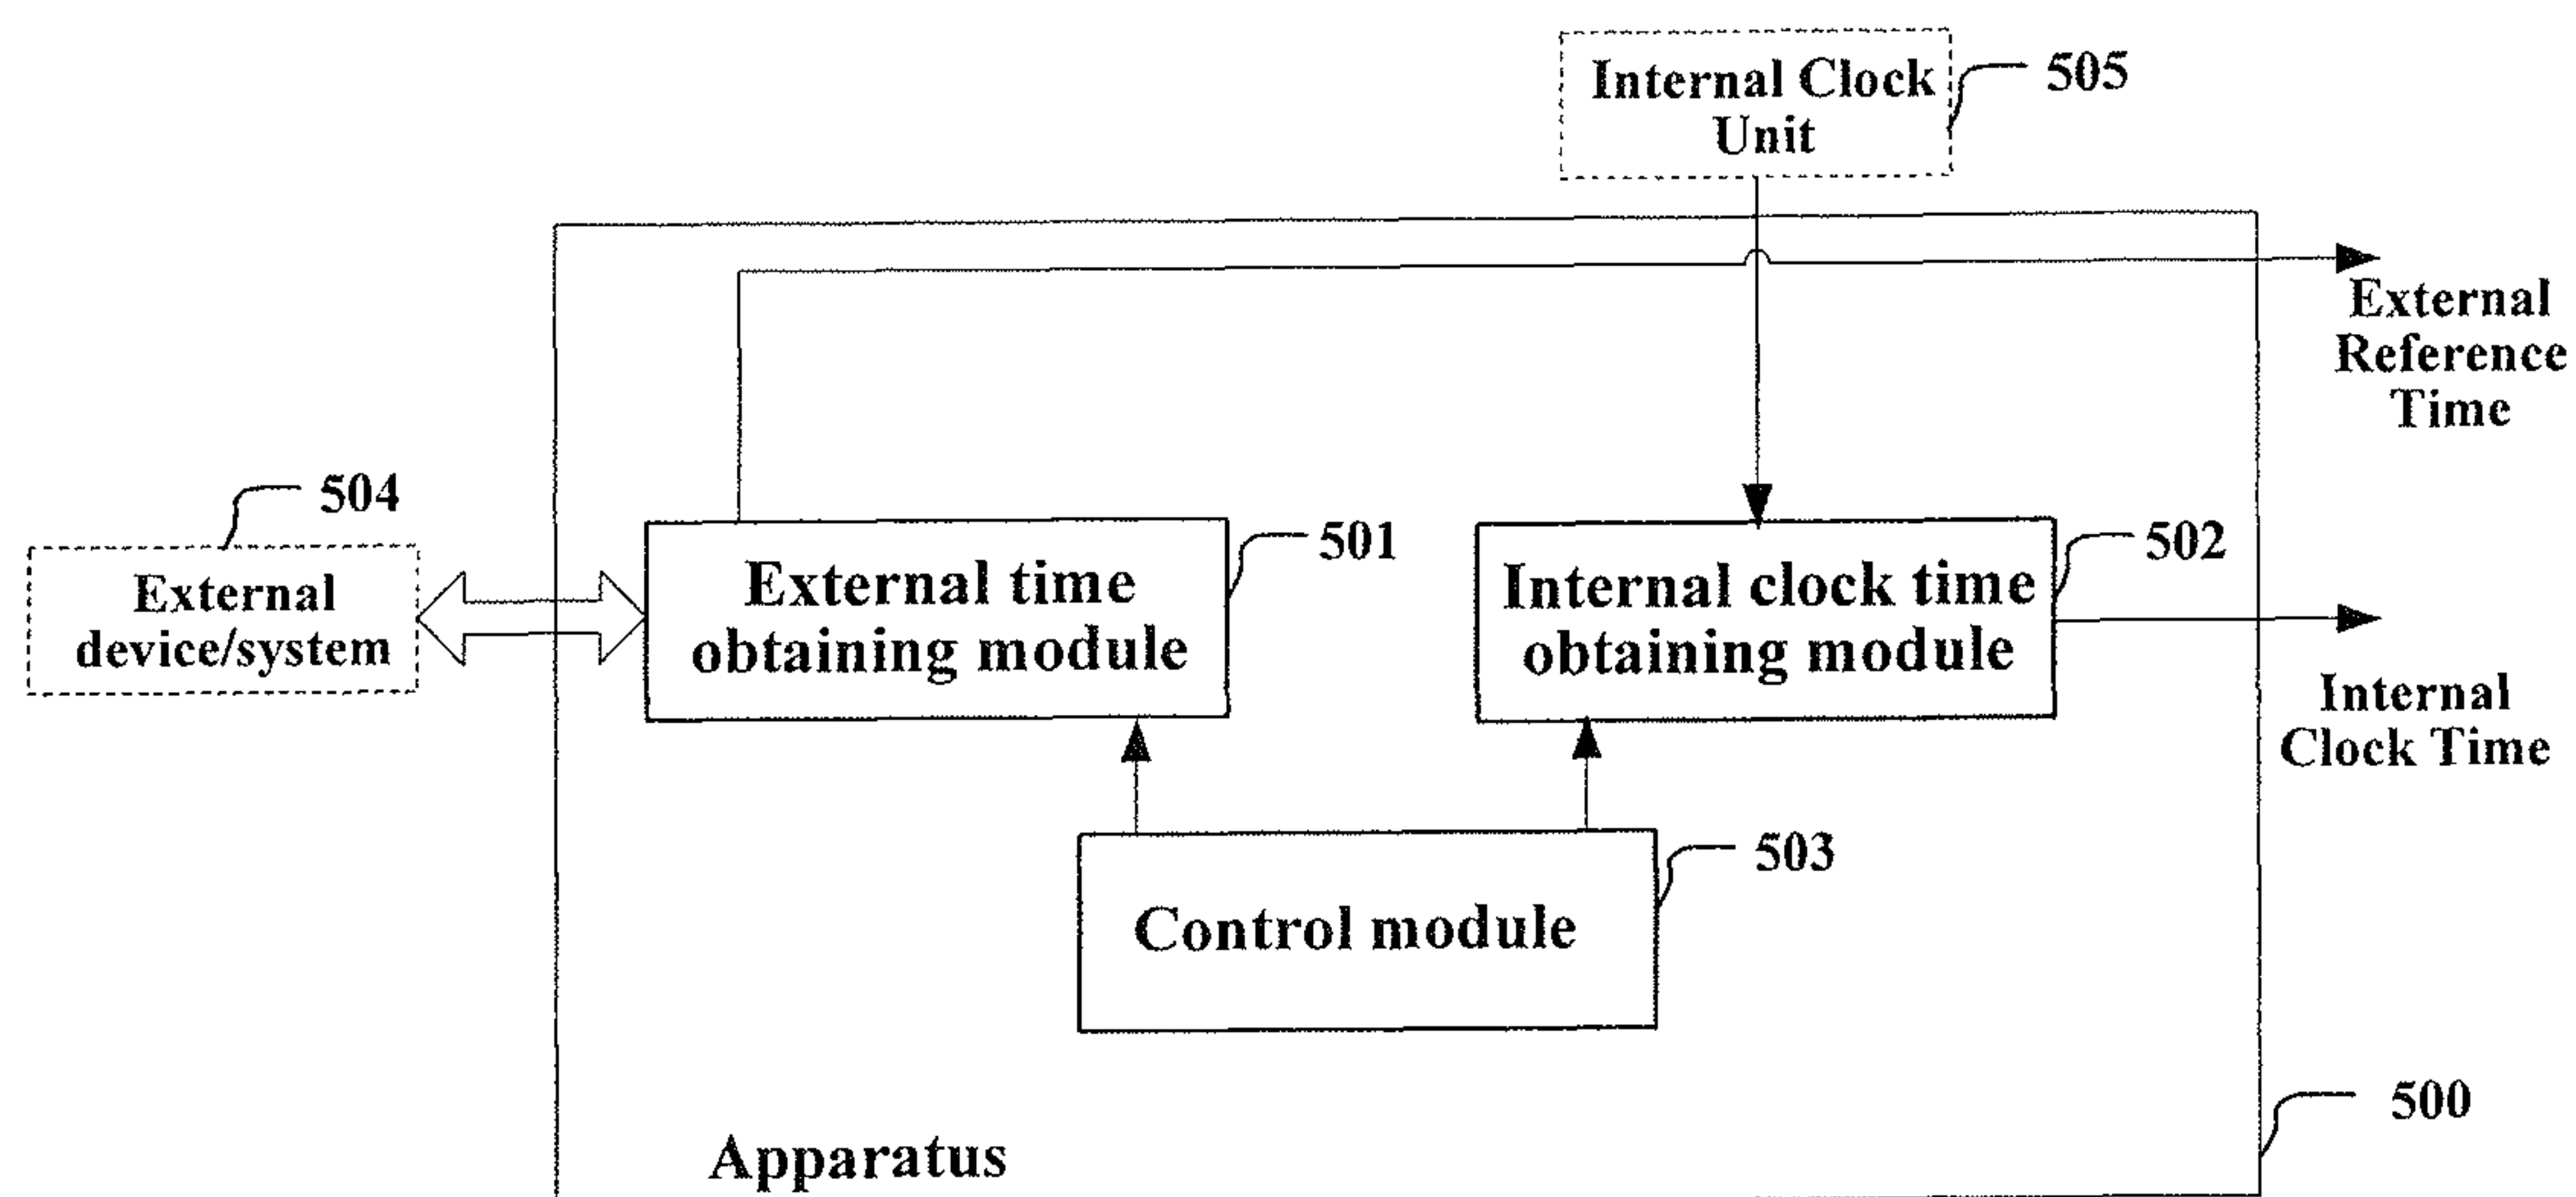 Internal Clock
Unit
505
External
Reference
Time
504
External
device/system
External time
obtaining module
501
Internal clock time
obtaining module
502
Internal
Clock Time
Control module
503
500
Apparatus